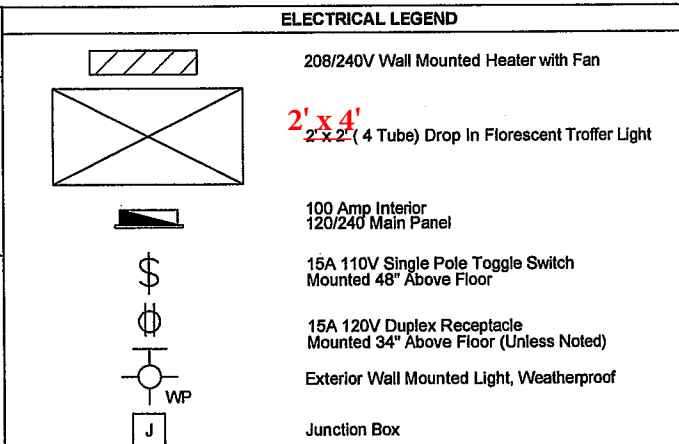 ELECTRICAL LEGEND
208/240V Wall Mounted Heater with Fan
2' x 4'
2' x 2' ( 4 Tube) Drop In Florescent Troffer Light
100 Amp Interior
120/240 Main Panel
15A 110V Single Pole Toggle Switch
Mounted 48" Above Floor
15A 120V Duplex Receptacle
Mounted 34" Above Floor (Unless Noted)
Exterior Wall Mounted Light, Weatherproof
WP
J
Junction Box